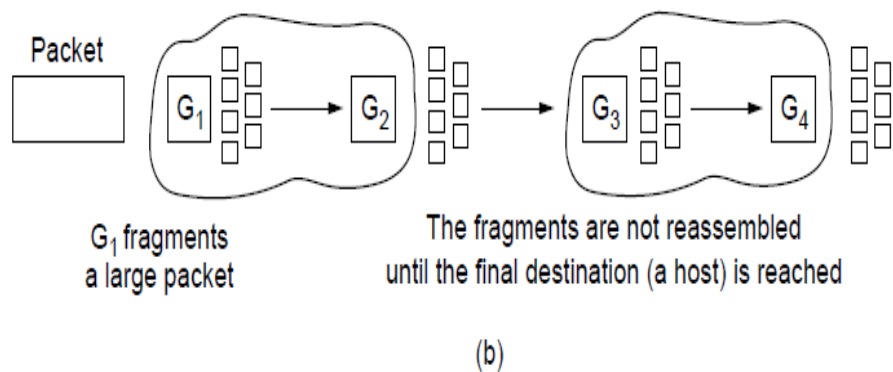 Packet
G1
G2
G3
G4
G1 fragments
a large packet
The fragments are not reassembled
until the final destination (a host) is reached
(b)